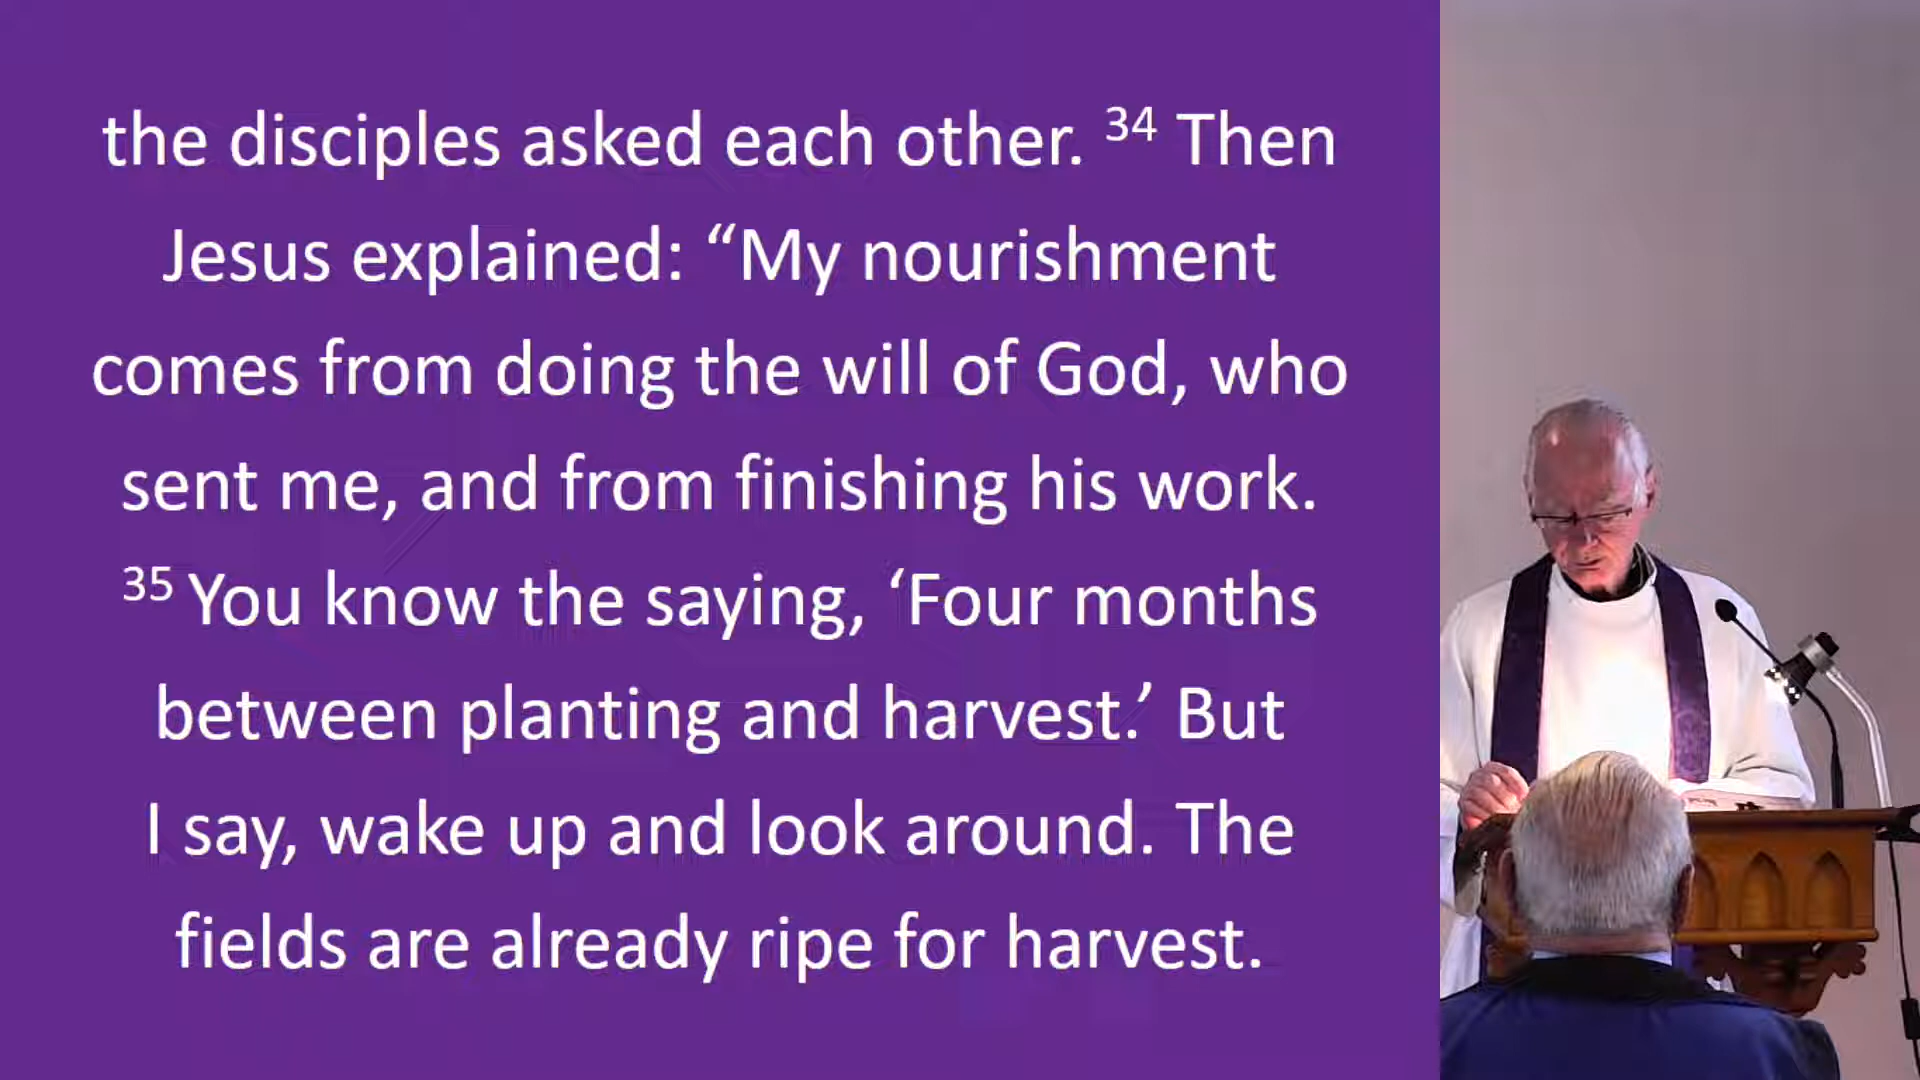 the disciples asked each other. 34 Then
Jesus explained: “My nourishment
comes from doing the will of God, who
sent me, and from finishing his work.
35 You know the saying, ‘Four months
between planting and harvest.’ But
I say, wake up and look around. The
fields are already ripe for harvest.